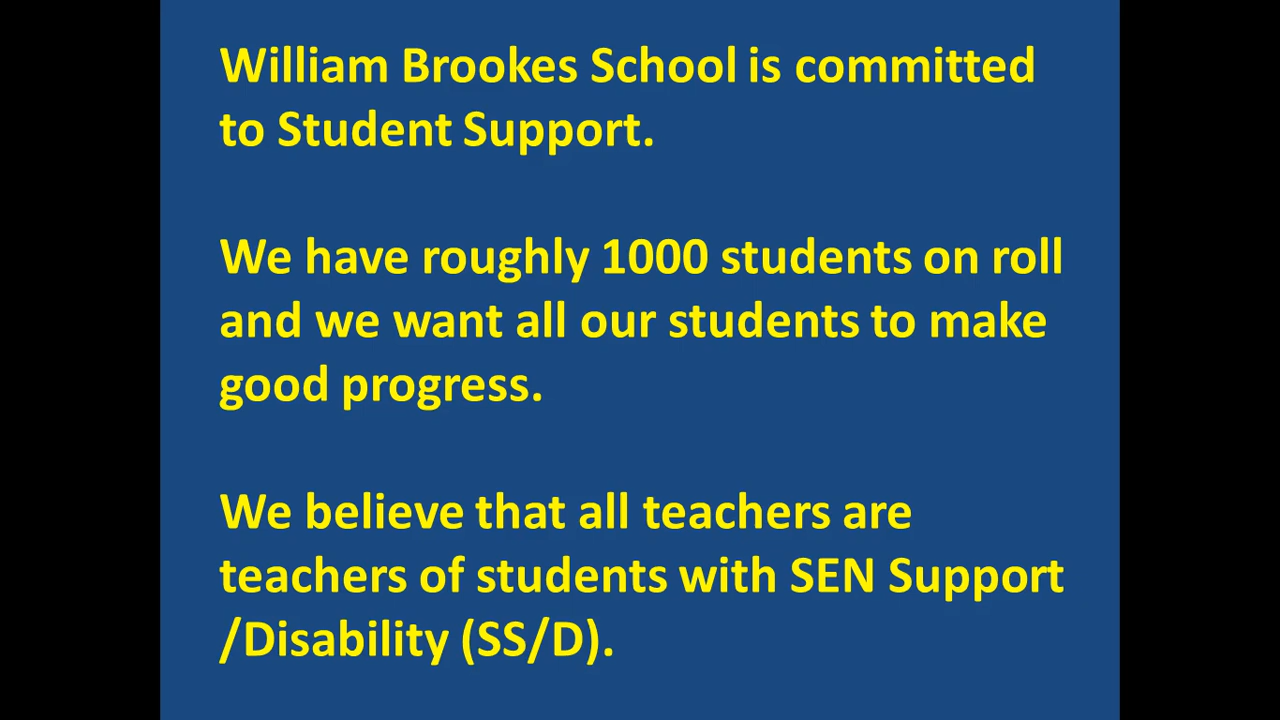 William Brookes School is committed
to Student Support.
We have roughly 1000 students on roll
and we want all our students to make
good progress.
We believe that all teachers are
teachers of students with SEN Support
/Disability (SS/D).